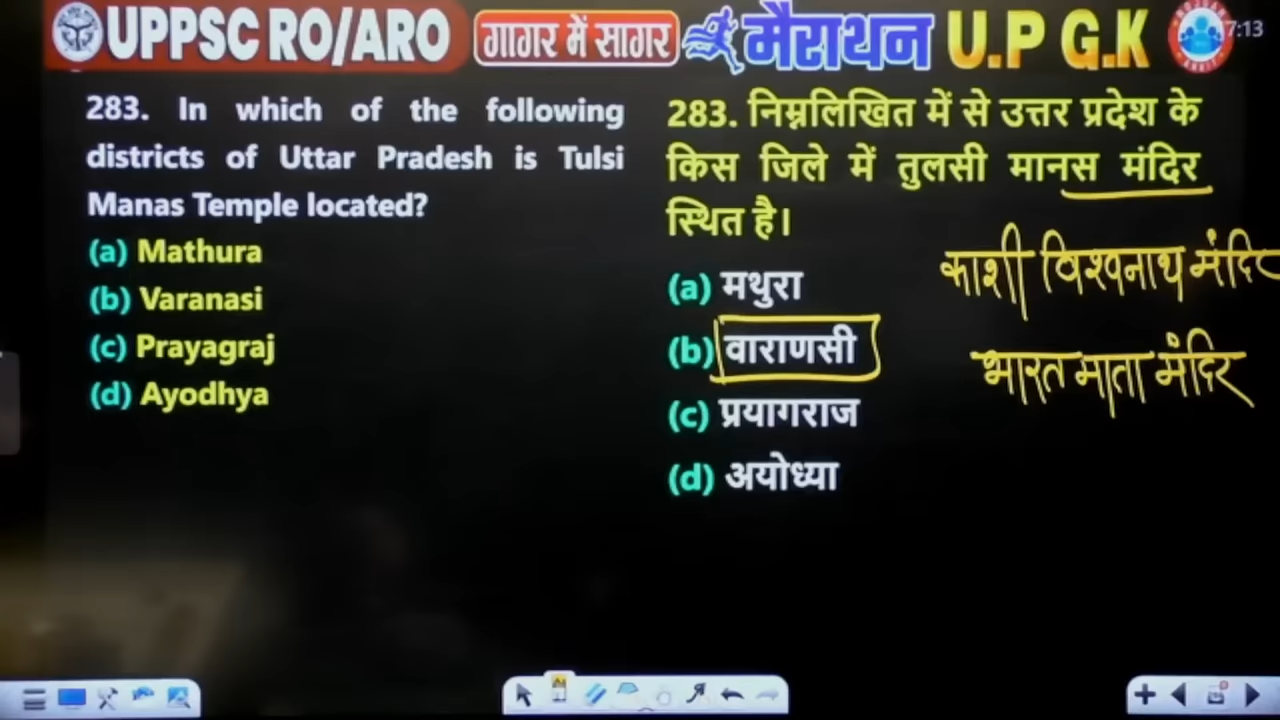 UPPSC RO/ARO गागर में सागर मैराथन U.P G.K
7:13
283. In which of the following
districts of Uttar Pradesh is Tulsi
Manas Temple located?
(a) Mathura
(b) Varanasi
(c) Prayagraj
(d) Ayodhya
283. निम्नलिखित में से उत्तर प्रदेश के
किस जिले में तुलसी मानस मंदिर
स्थित है।
(a) मथुरा
(b) वाराणसी
(c) प्रयागराज
(d) अयोध्या
काशी विश्वनाथ मंदिर
भारत माता मंदिर